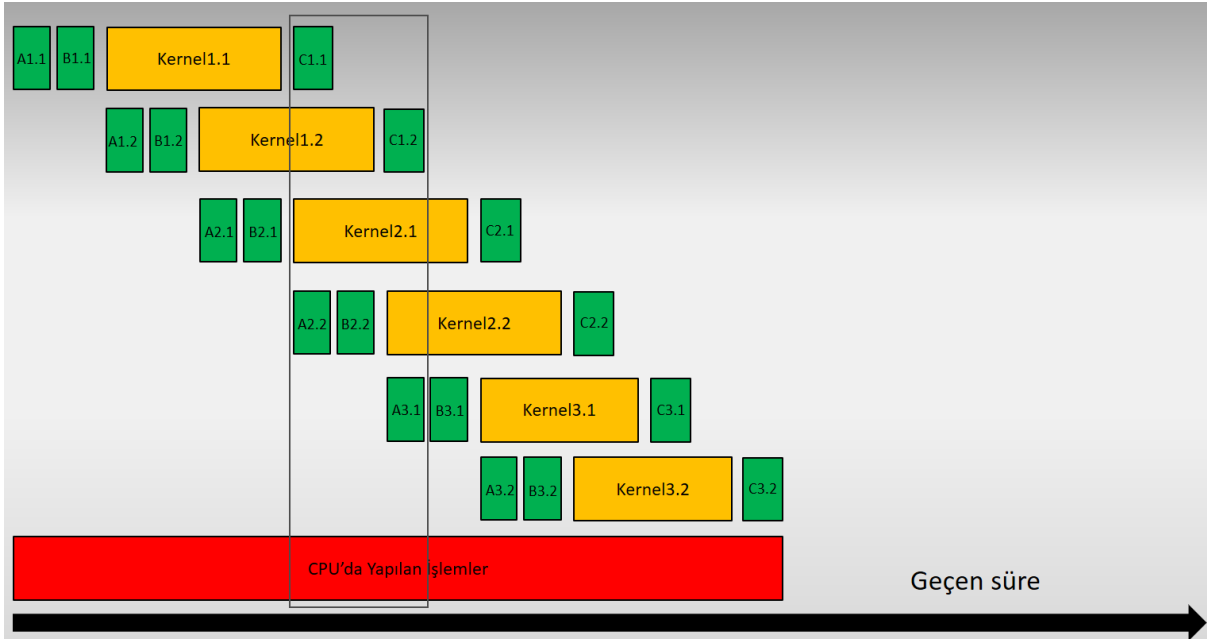 A1.1 B1.1 Kernel1.1 C1.1
A1.2 B1.2 Kernel1.2 C1.2
A2.1 B2.1 Kernel2.1 C2.1
A2.2 B2.2 Kernel2.2 C2.2
A3.1 B3.1 Kernel3.1 C3.1
A3.2 B3.2 Kernel3.2 C3.2
CPU'da Yapılan İşlemler
Geçen süre